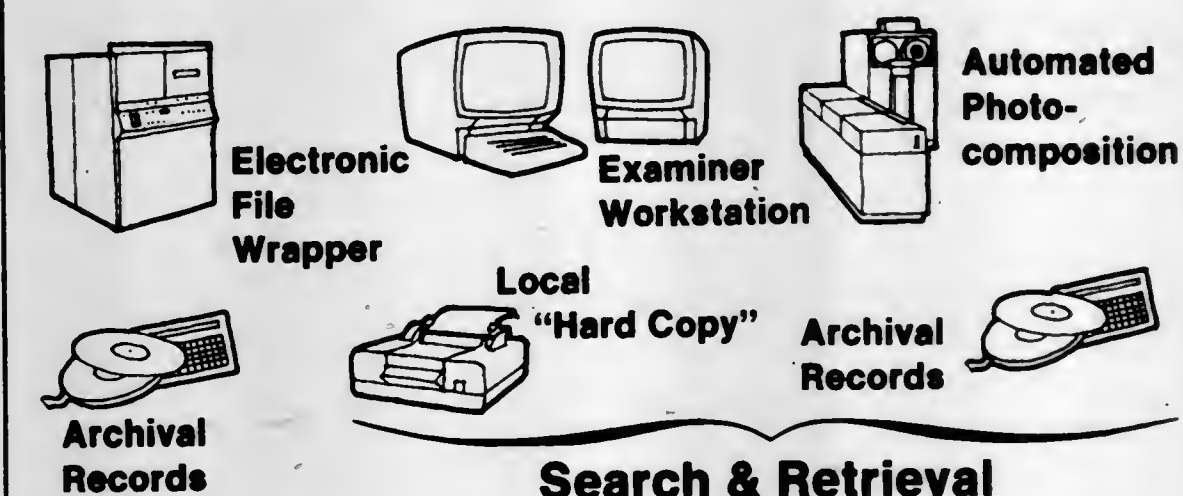 Electronic
File
Wrapper
Examiner
Workstation
Automated
Photo-
composition
Archival
Records
Local
"Hard Copy"
Archival
Records
Search & Retrieval